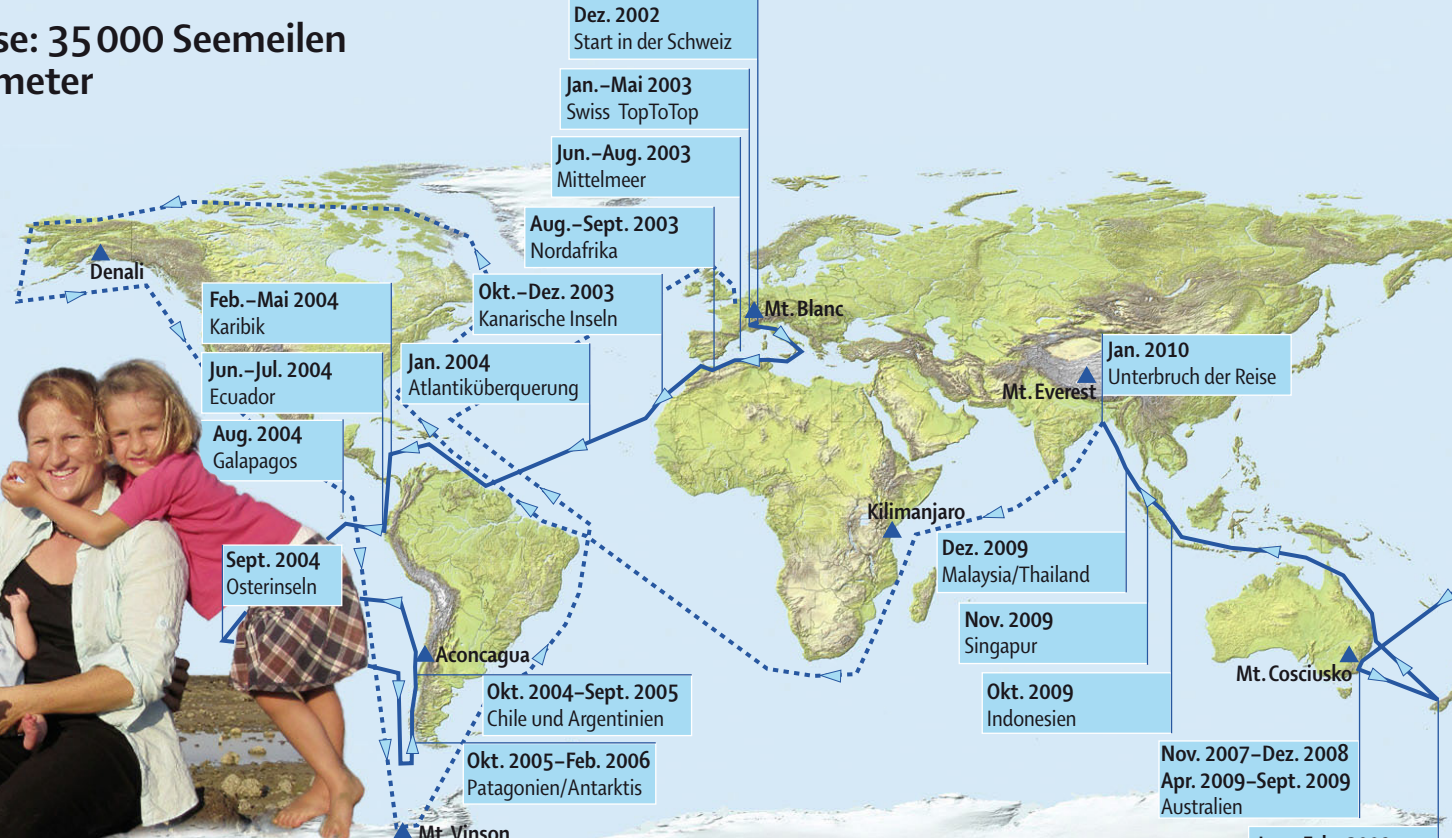 se: 35 000 Seemeilen
meter
Dez. 2002
Start in der Schweiz
Jan.–Mai 2003
Swiss TopToTop
Jun.–Aug. 2003
Mittelmeer
Aug.–Sept. 2003
Nordafrika
Okt.–Dez. 2003
Kanarische Inseln
Jan. 2004
Atlantiküberquerung
Feb.–Mai 2004
Karibik
Jun.–Jul. 2004
Ecuador
Aug. 2004
Galapagos
Sept. 2004
Osterinseln
Okt. 2004–Sept. 2005
Chile und Argentinien
Okt. 2005–Feb. 2006
Patagonien/Antarktis
Denali
Mt. Blanc
Mt. Everest
Kilimanjaro
Aconcagua
Mt. Cosciusko
Mt. Vinson
Jan. 2010
Unterbruch der Reise
Dez. 2009
Malaysia/Thailand
Nov. 2009
Singapur
Okt. 2009
Indonesien
Nov. 2007–Dez. 2008
Apr. 2009–Sept. 2009
Australien